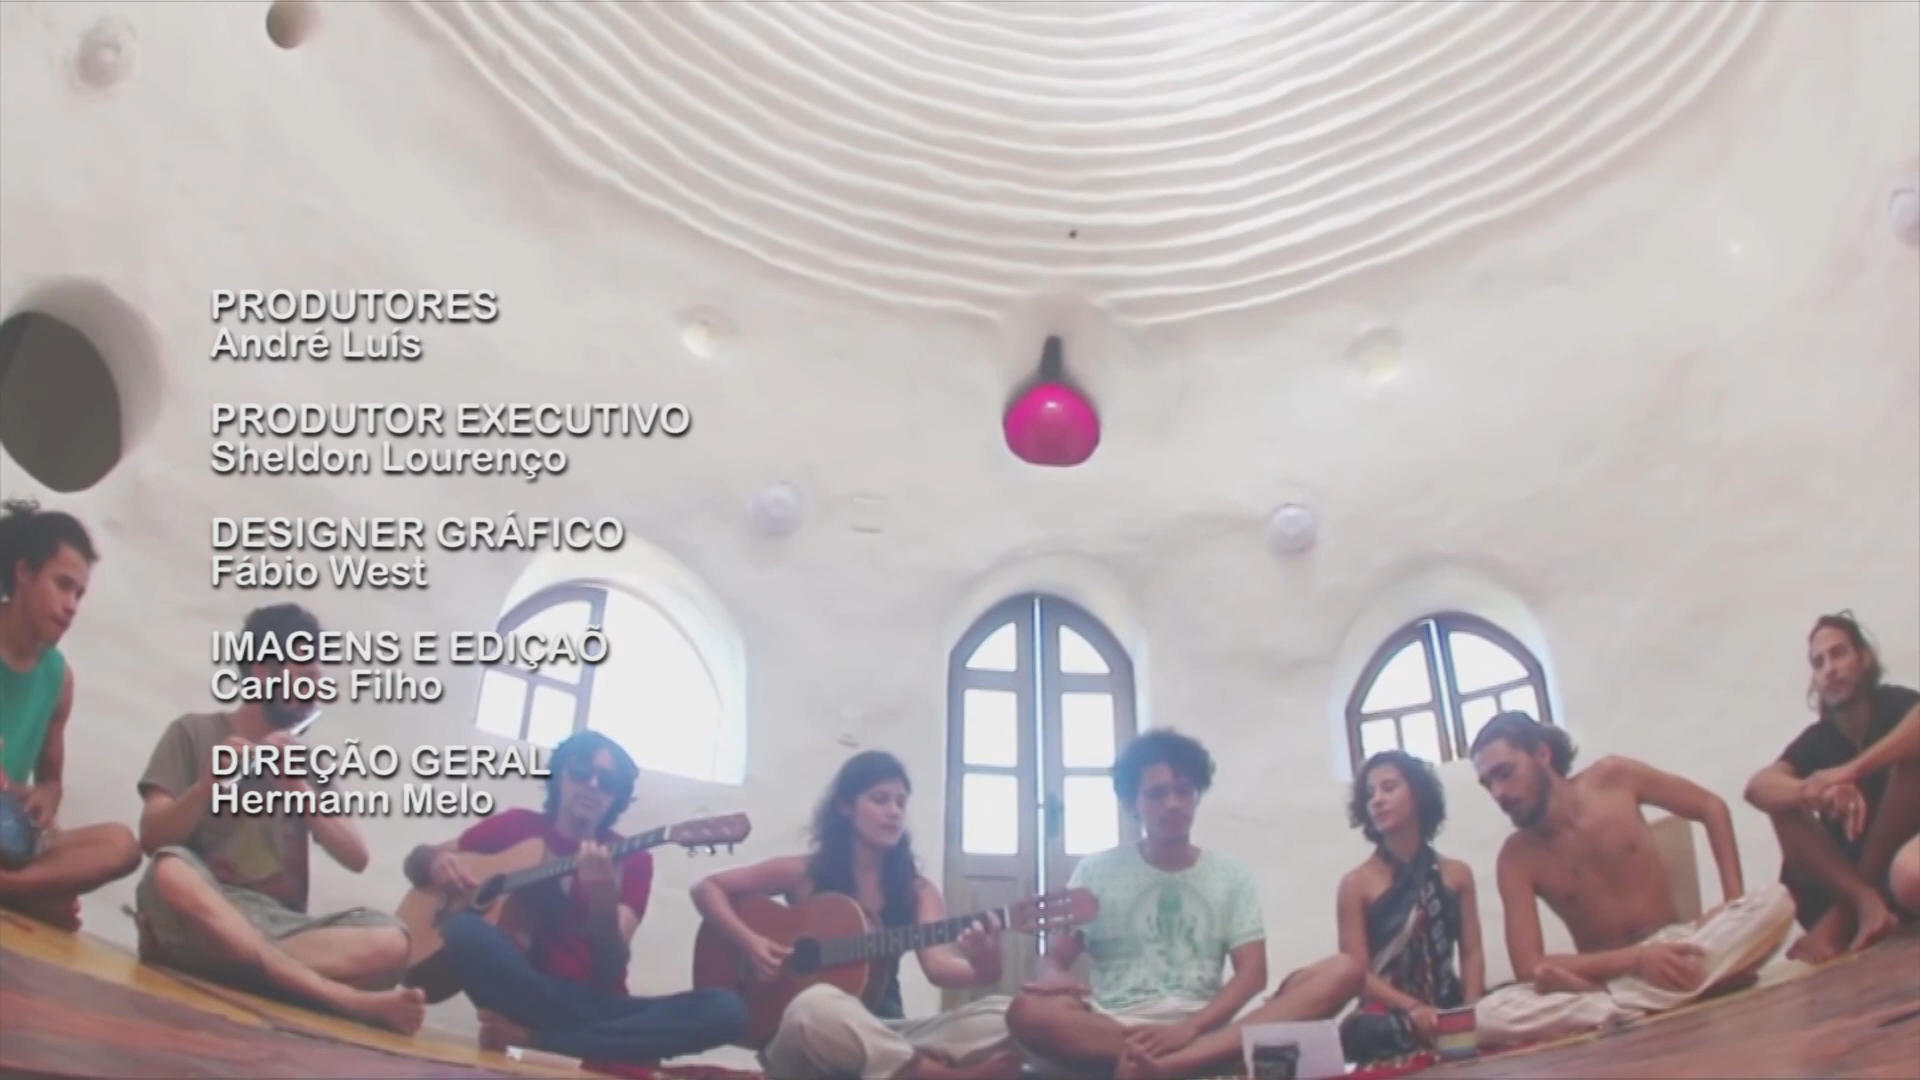 PRODUTORES
André Luís
PRODUTOR EXECUTIVO
Sheldon Lourenço
DESIGNER GRÁFICO
Fábio West
IMAGENS E EDIÇAÕ
Carlos Filho
DIREÇÃO GERAL
Hermann Melo